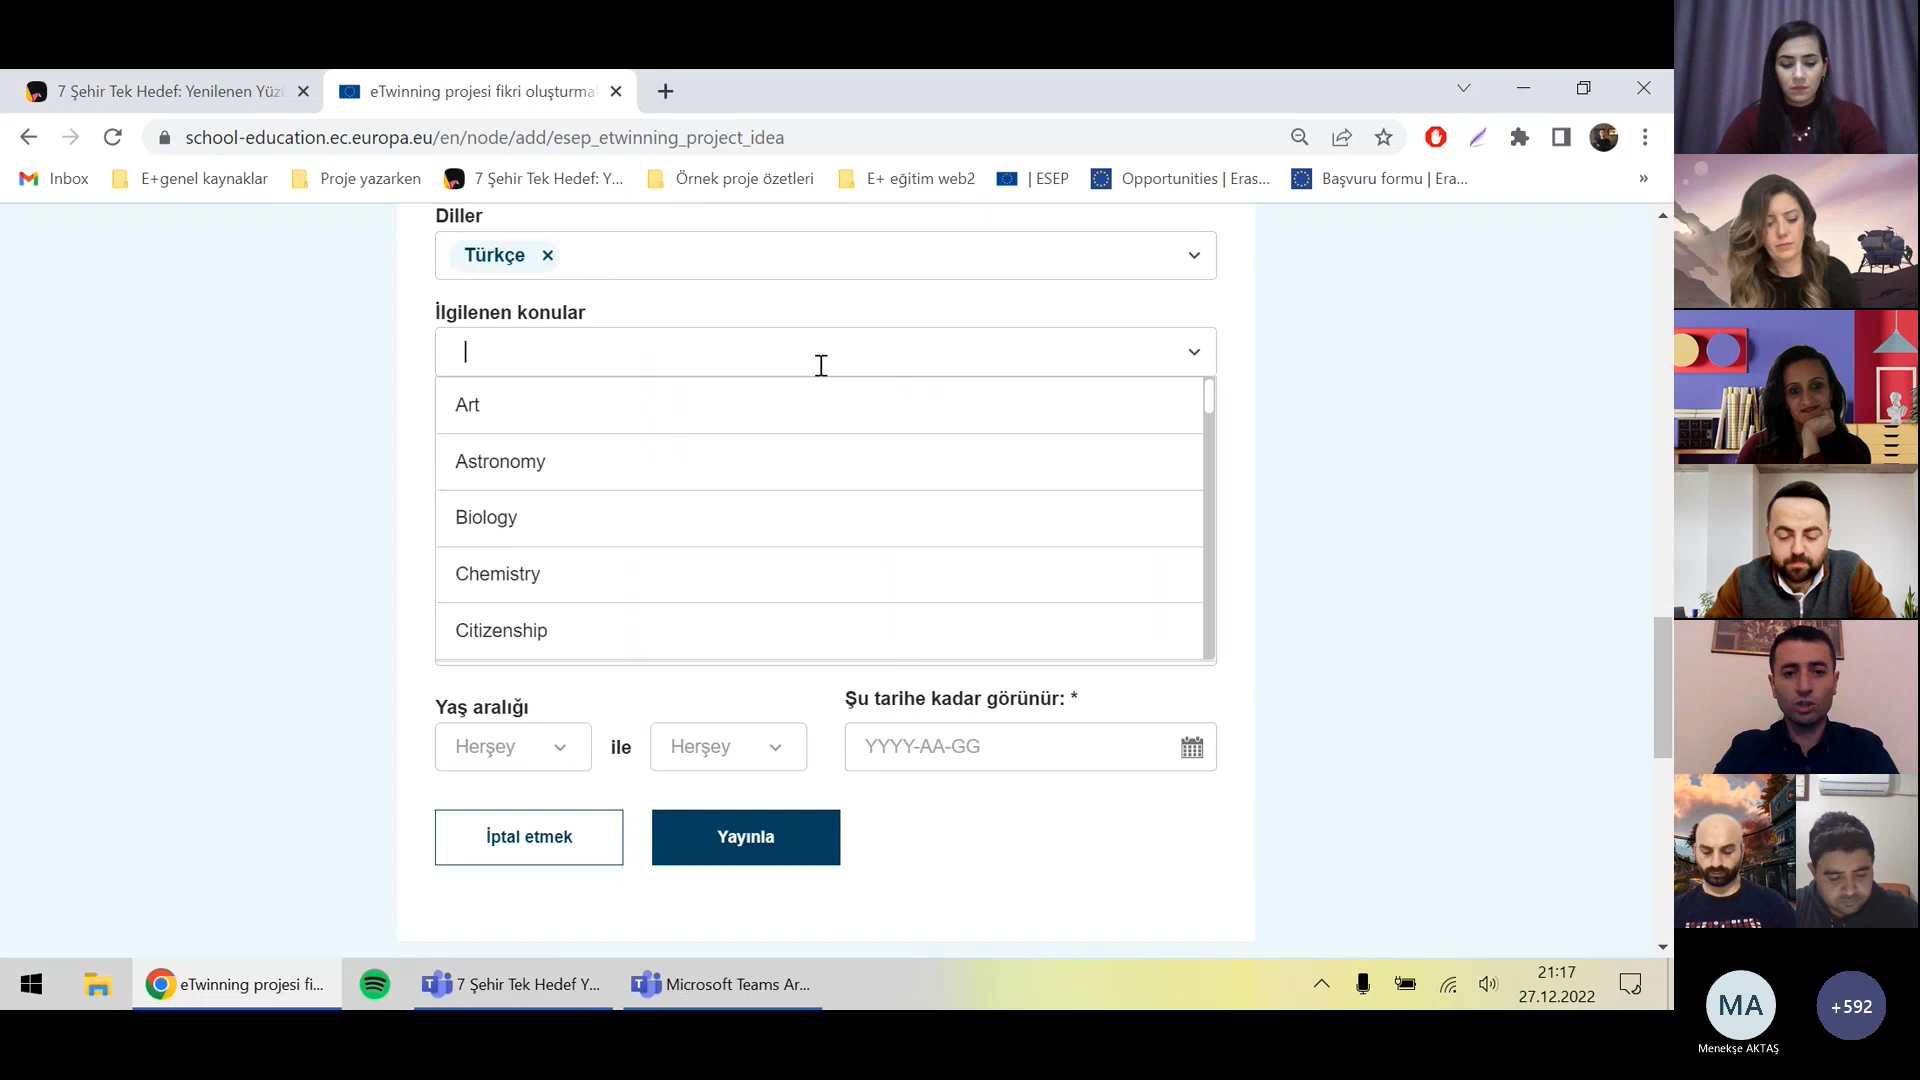 7 Şehir Tek Hedef: Yenilenen Yüzü
eTwinning projesi fikri oluşturma
school-education.ec.europa.eu/en/node/add/esep_etwinning_project_idea
Inbox
E+genel kaynaklar
Proje yazarken
7 Şehir Tek Hedef: Y...
Örnek proje özetleri
E+ eğitim web2
| ESEP
Opportunities | Eras...
Başvuru formu | Era...
»
Diller
Türkçe ×
İlgilenen konular
Art
Astronomy
Biology
Chemistry
Citizenship
Yaş aralığı
Şu tarihe kadar görünür: *
Herşey
ile
Herşey
YYYY-AA-GG
İptal etmek
Yayınla
eTwinning projesi fi...
7 Şehir Tek Hedef Y...
Microsoft Teams Ar...
21:17
27.12.2022
MA
+592
Menekşe AKTAŞ